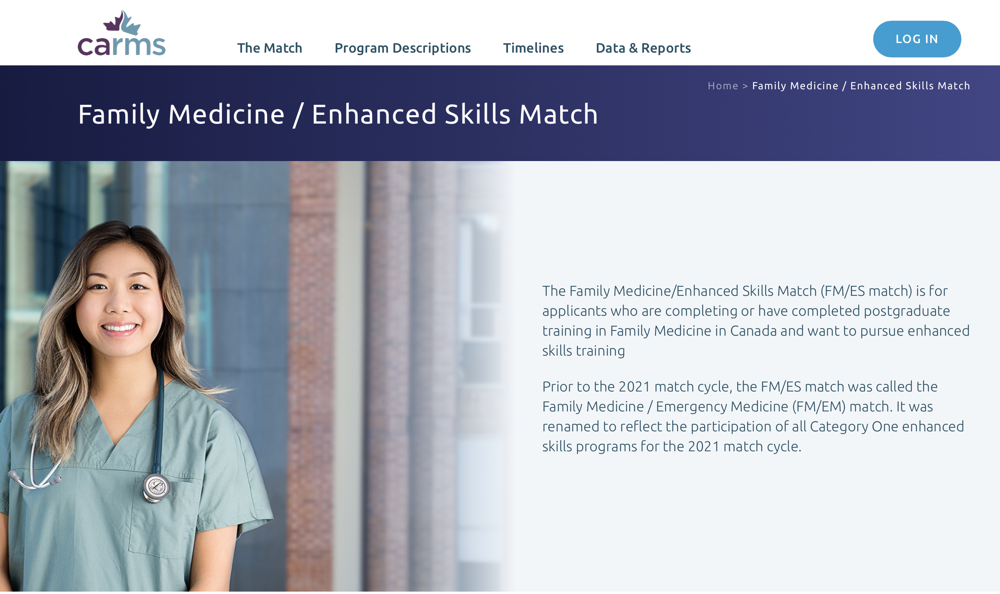 carms
The Match
Program Descriptions
Timelines
Data & Reports
LOG IN
Home > Family Medicine / Enhanced Skills Match
Family Medicine / Enhanced Skills Match
The Family Medicine/Enhanced Skills Match (FM/ES match) is for
applicants who are completing or have completed postgraduate
training in Family Medicine in Canada and want to pursue enhanced
skills training
Prior to the 2021 match cycle, the FM/ES match was called the
Family Medicine / Emergency Medicine (FM/EM) match. It was
renamed to reflect the participation of all Category One enhanced
skills programs for the 2021 match cycle.